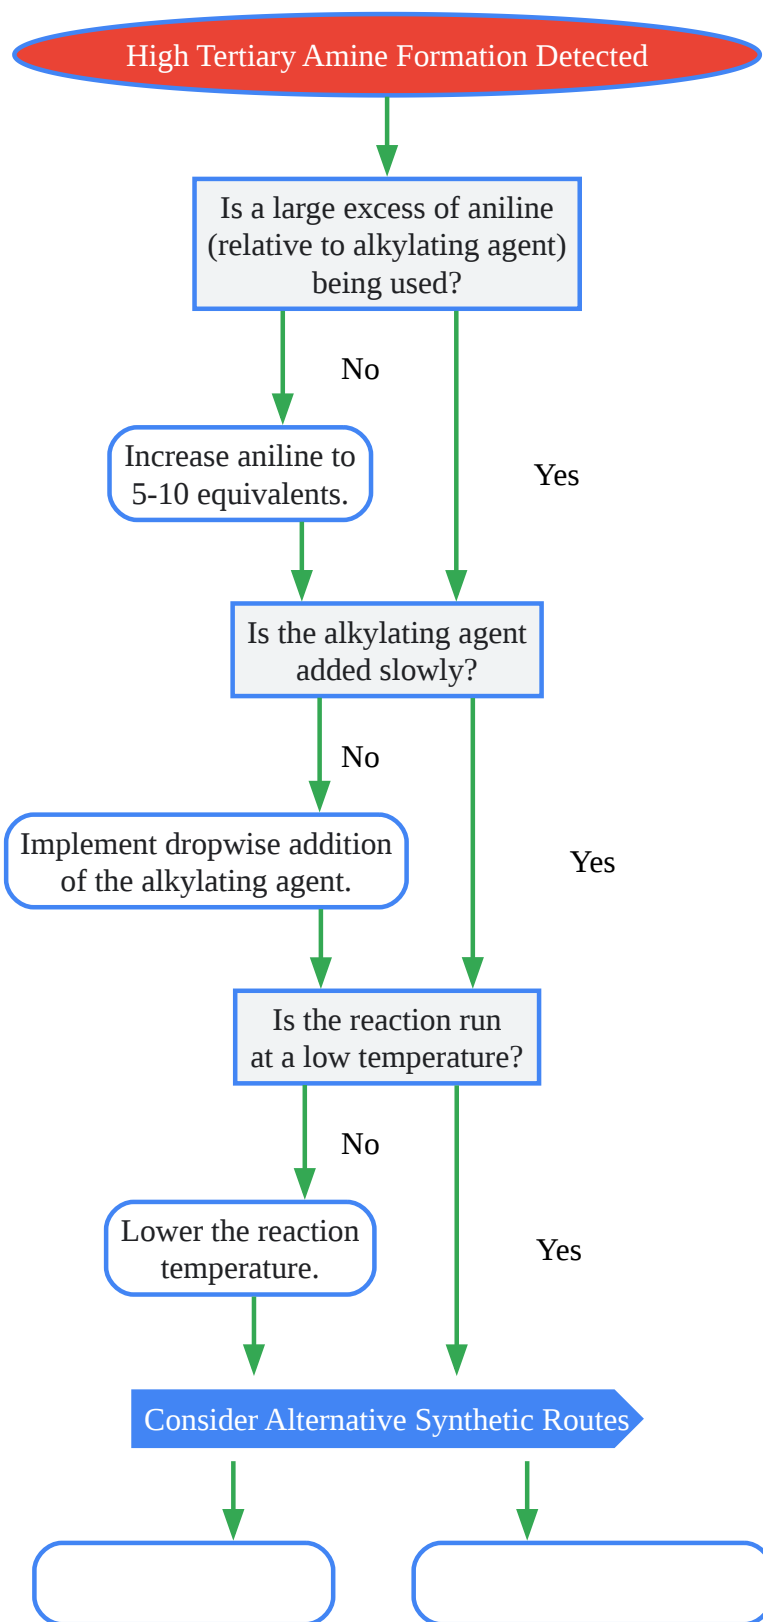 High Tertiary Amine Formation Detected
Is a large excess of aniline
(relative to alkylating agent)
being used?
No
Increase aniline to
5-10 equivalents.
Yes
Is the alkylating agent
added slowly?
No
Implement dropwise addition
of the alkylating agent.
Yes
Is the reaction run
at a low temperature?
No
Lower the reaction
temperature.
Yes
Consider Alternative Synthetic Routes